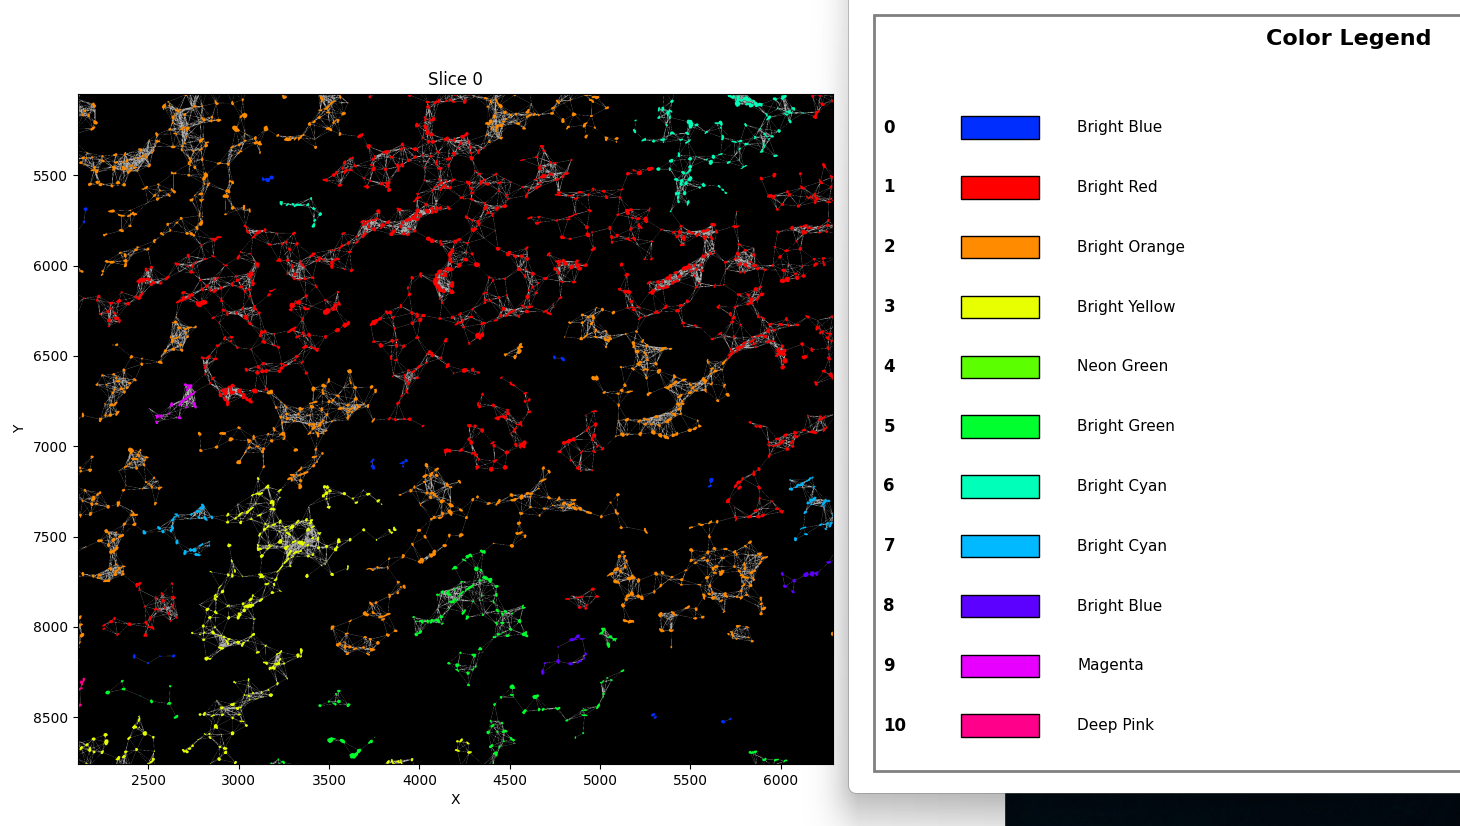 Slice 0
5500
6000
6500
7000
7500
8000
8500
Y
2500 3000 3500 4000 4500 5000 5500 6000
X
Color Legend
0 Bright Blue
1 Bright Red
2 Bright Orange
3 Bright Yellow
4 Neon Green
5 Bright Green
6 Bright Cyan
7 Bright Cyan
8 Bright Blue
9 Magenta
10 Deep Pink